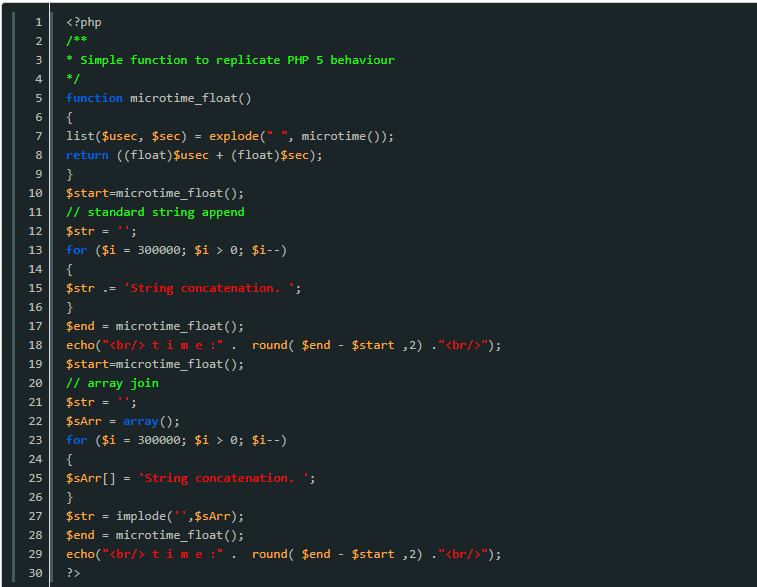 1 <?php
2 /**
3 * Simple function to replicate PHP 5 behaviour
4 */
5 function microtime_float()
6 {
7 list($usec, $sec) = explode(" ", microtime());
8 return ((float)$usec + (float)$sec);
9 }
10 $start=microtime_float();
11 // standard string append
12 $str = '';
13 for ($i = 300000; $i > 0; $i--)
14 {
15 $str .= 'String concatenation. ';
16 }
17 $end = microtime_float();
18 echo("<br/> t i m e :" .  round( $end - $start ,2) ."<br/>");
19 $start=microtime_float();
20 // array join
21 $str = '';
22 $sArr = array();
23 for ($i = 300000; $i > 0; $i--)
24 {
25 $sArr[] = 'String concatenation. ';
26 }
27 $str = implode('',$sArr);
28 $end = microtime_float();
29 echo("<br/> t i m e :" .  round( $end - $start ,2) ."<br/>");
30 ?>